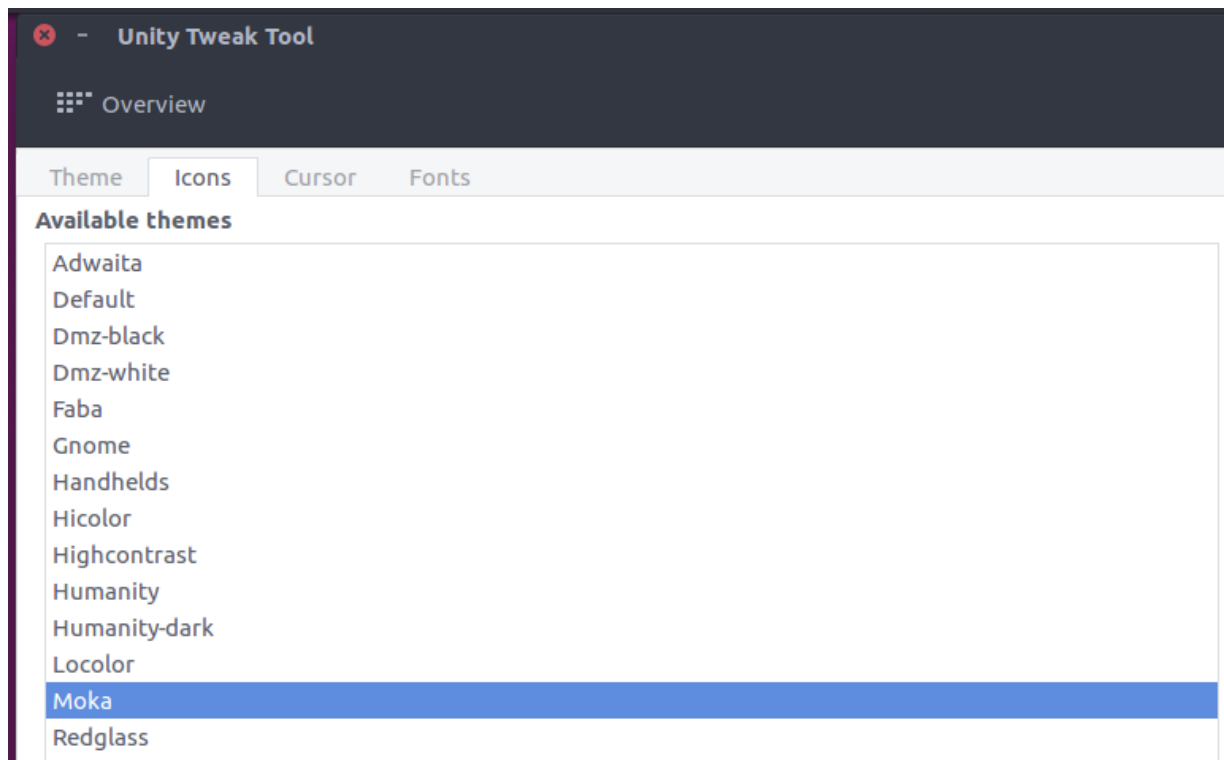 Unity Tweak Tool
Overview
Theme Icons Cursor Fonts
Available themes
Adwaita
Default
Dmz-black
Dmz-white
Faba
Gnome
Handhelds
Hicolor
Highcontrast
Humanity
Humanity-dark
Locolor
Moka
Redglass